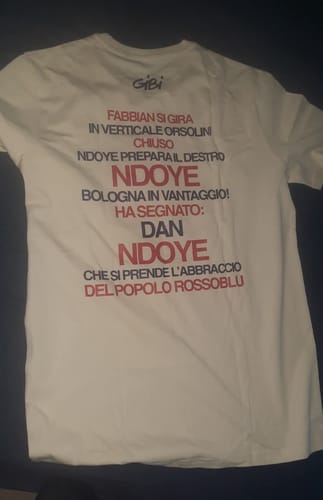 GiBi
FABBIAN SI GIRA
IN VERTICALE ORSOLINI
CHIUSO
NDOYE PREPARA IL DESTRO
NDOYE
BOLOGNA IN VANTAGGIO!
HA SEGNATO:
DAN
NDOYE
CHE SI PRENDE L'ABBRACCIO
DEL POPOLO ROSSOBLU